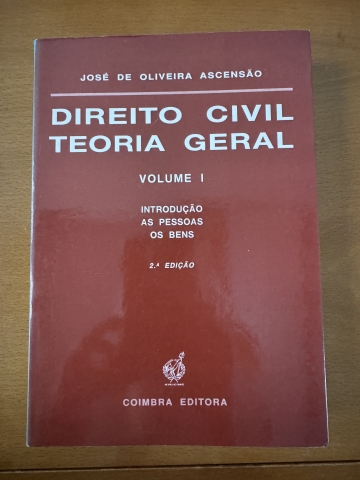 JOSÉ DE OLIVEIRA ASCENSÃO
DIREITO CIVIL
TEORIA GERAL
VOLUME I
INTRODUÇÃO
AS PESSOAS
OS BENS
2.ª EDIÇÃO
COIMBRA EDITORA